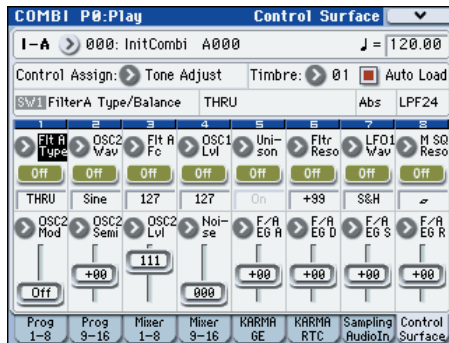 COMBI P0:Play Control Surface
I-A 000: InitCombi A000 ♩= 120.00
Control Assign: Tone Adjust Timbre: 01 Auto Load
SW1 FilterA Type/Balance THRU Abs LPF24
1 2 3 4 5 6 7 8
Flt A Type OSC2 Wav Flt A Fc OSC1 Lvl Uni-son Fltr Reso LFO1 Wav M SQ Reso
Off Off Off Off Off Off Off Off
THRU Sine 127 127 On +99 S&H
OSC2 Mod OSC2 Semi OSC2 Lvl Noi-se F/A EG A F/A EG D F/A EG S F/A EG R
Off +00 111 000 +00 +00 +00 +00
Prog 1-8 Prog 9-16 Mixer 1-8 Mixer 9-16 KARMA GE KARMA RTC Sampling AudioIn Control Surface